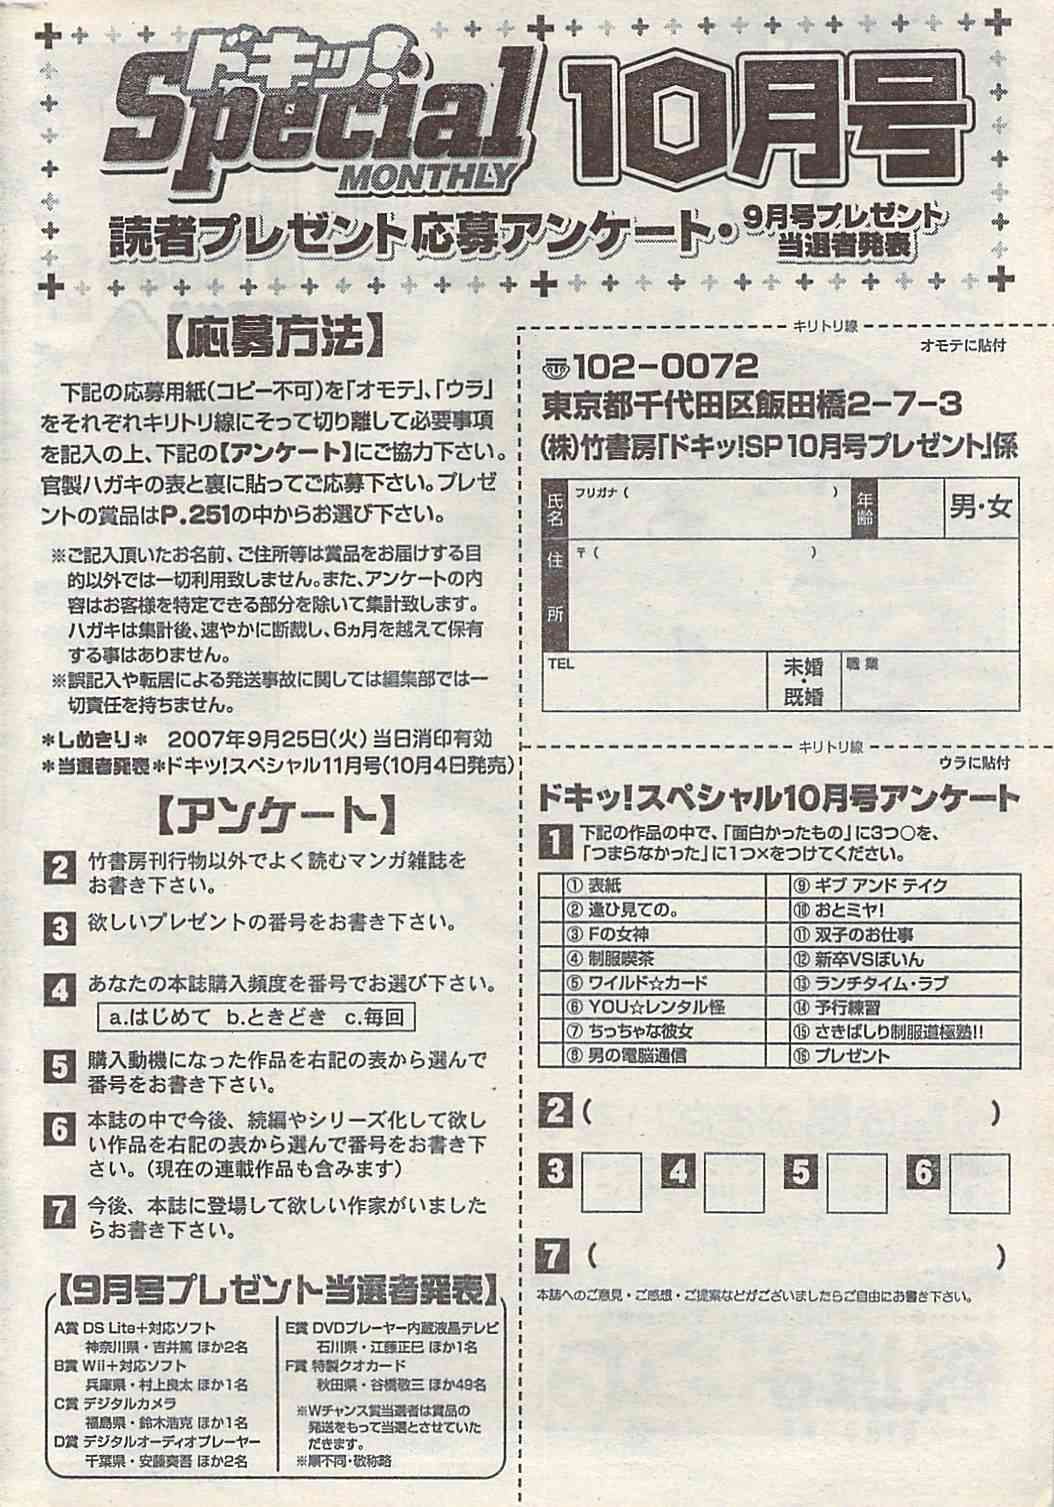 ドキッ!
Special
MONTHLY
10月号
読者プレゼント応募アンケート・9月号プレゼント
当選者発表
【応募方法】
下記の応募用紙(コピー不可)を「オモテ」、「ウラ」
をそれぞれキリトリ線にそって切り離して必要事項
を記入の上、下記の【アンケート】にご協力下さい。
官製ハガキの表と裏に貼ってご応募下さい。プレゼ
ントの賞品はP.251の中からお選び下さい。
※ご記入頂いたお名前、ご住所等は賞品をお届けする目
的以外では一切利用致しません。また、アンケートの内
容はお客様を特定できる部分を除いて集計致します。
ハガキは集計後、速やかに断裁し、6ヵ月を越えて保有
する事はありません。
※誤記入や転居による発送事故に関しては編集部では一
切責任を持ちません。
*しめきり* 2007年9月25日(火)当日消印有効
*当選者発表*ドキッ!スペシャル11月号(10月4日発売)
【アンケート】
2 竹書房刊行物以外でよく読むマンガ雑誌を
お書き下さい。
3 欲しいプレゼントの番号をお書き下さい。
4 あなたの本誌購入頻度を番号でお選び下さい。
a.はじめて b.ときどき c.毎回
5 購入動機になった作品を右記の表から選んで
番号をお書き下さい。
6 本誌の中で今後、続編やシリーズ化して欲し
い作品を右記の表から選んで番号をお書き下
さい。(現在の連載作品も含みます)
7 今後、本誌に登場して欲しい作家がいました
らお書き下さい。
【9月号プレゼント当選者発表】
A賞 DS Lite+対応ソフト
神奈川県・吉井篤 ほか2名
B賞 Wii+対応ソフト
兵庫県・村上良太 ほか1名
C賞 デジタルカメラ
福島県・鈴木浩克 ほか1名
D賞 デジタルオーディオプレーヤー
千葉県・安藤爽吾 ほか2名
E賞 DVDプレーヤー内蔵液晶テレビ
石川県・江藤正巳 ほか1名
F賞 特製クオカード
秋田県・谷橋敬三 ほか49名
※Wチャンス賞当選者は賞品の
発送をもって当選とさせていた
だきます。
※順不同・敬称略
キリトリ線
オモテに貼付
〠102-0072
東京都千代田区飯田橋2-7-3
(株)竹書房「ドキッ!SP10月号プレゼント」係
氏名
フリガナ( )
年齢
男・女
住所
〒( )
TEL
未婚・既婚
職業
キリトリ線
ウラに貼付
ドキッ!スペシャル10月号アンケート
1 下記の作品の中で、「面白かったもの」に3つ○を、
「つまらなかった」に1つ×をつけてください。
① 表紙
② 逢ひ見ての。
③ Fの女神
④ 制服喫茶
⑤ ワイルド☆カード
⑥ YOU☆レンタル怪
⑦ ちっちゃな彼女
⑧ 男の電脳通信
⑨ ギブ アンド テイク
⑩ おとミヤ!
⑪ 双子のお仕事
⑫ 新卒VSぼいん
⑬ ランチタイム・ラブ
⑭ 予行練習
⑮ さきばしり制服道極塾!!
⑯ プレゼント
2 ( )
3 4 5 6
7 ( )
本誌へのご意見・ご感想・ご提案などがございましたらご自由にお書き下さい。